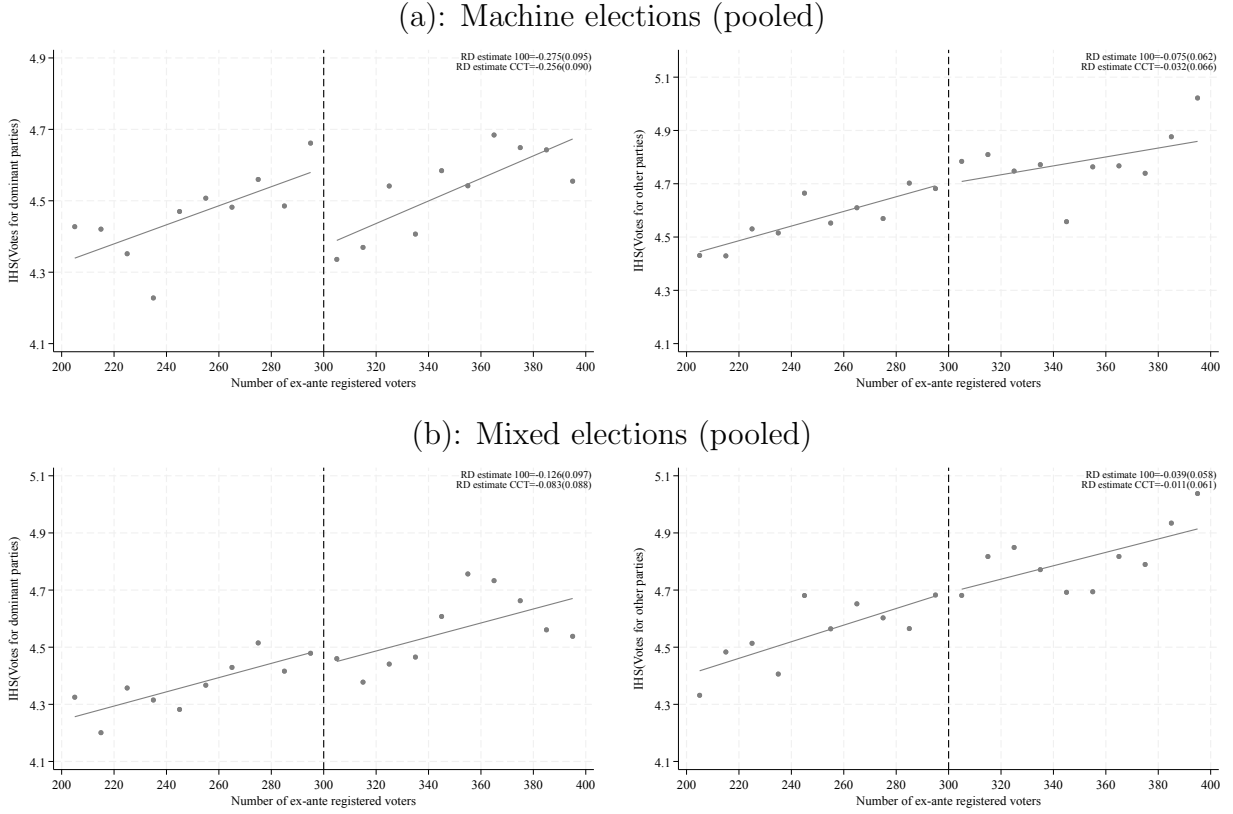 (a): Machine elections (pooled)
RD estimate 100=-0.275(0.095)
RD estimate CCT=-0.256(0.090)
4.9
4.7
4.5
4.3
4.1
IHS(Votes for dominant parties)
200 220 240 260 280 300 320 340 360 380 400
Number of ex-ante registered voters
RD estimate 100=-0.075(0.062)
RD estimate CCT=-0.032(0.066)
5.1
4.9
4.7
4.5
4.3
4.1
IHS(Votes for other parties)
200 220 240 260 280 300 320 340 360 380 400
Number of ex-ante registered voters
(b): Mixed elections (pooled)
RD estimate 100=-0.126(0.097)
RD estimate CCT=-0.083(0.088)
5.1
4.9
4.7
4.5
4.3
4.1
IHS(Votes for dominant parties)
200 220 240 260 280 300 320 340 360 380 400
Number of ex-ante registered voters
RD estimate 100=-0.039(0.058)
RD estimate CCT=-0.011(0.061)
5.1
4.9
4.7
4.5
4.3
4.1
IHS(Votes for other parties)
200 220 240 260 280 300 320 340 360 380 400
Number of ex-ante registered voters